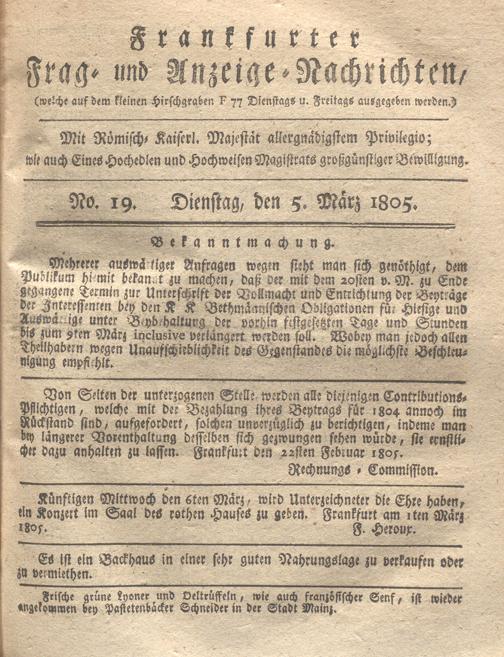 Frankfurter
Frag- und Anzeige-Nachrichten,
(welche auf dem kleinen Hirschgraben F 77 Dienstags u. Freitags ausgegeben werden.)
Mit Römisch-Kaiserl. Majestät allergnädigstem Privilegio;
wie auch Eines Hochedlen und Hochweisen Magistrats großgünstiger Bewilligung.
No. 19. Dienstag, den 5. März 1805.
Bekanntmachung.
Mehrerer auswärtiger Anfragen wegen sieht man sich genöthigt, dem
Publikum hiemit bekannt zu machen, daß der mit dem 20sten v. M. zu Ende
gegangene Termin zur Unterschrift der Vollmacht und Entrichtung der Beyträge
der Interessenten bey den K K Bethmännischen Obligationen für Hiesige und
Auswärtige unter Beybehaltung der vorhin festgesetzten Tage und Stunden
bis zum 9ten März inclusive verlängert werden soll. Wobey man jedoch allen
Theilhabern wegen Unaufschieblichkeit des Gegenstandes die möglichste Beschleu-
nigung empfiehlt.
Von Seiten der unterzogenen Stelle werden alle diejenigen Contributions-
Pflichtigen, welche mit der Bezahlung ihres Beytrags für 1804 annoch im
Rückstand sind, aufgefordert, solchen unverzüglich zu berichtigen, indeme man
bey längerer Vorenthaltung desselben sich gezwungen sehen würde, sie ernstli-
cher dazu anhalten zu lassen. Frankfurt den 22sten Februar 1805.
Rechnungs-Commission.
Künftigen Mittwoch den 6ten März, wird Unterzeichneter die Ehre haben,
ein Konzert im Saal des rothen Hauses zu geben. Frankfurt am 1ten März
1805. F. Heroux.
Es ist ein Backhaus in einer sehr guten Nahrungslage zu verkaufen oder
zu vermiethen.
Frische grüne Lyoner und Oeltrüffeln, wie auch französischer Senf, ist wieder
angekommen bey Pastetenbäcker Schneider in der Stadt Mainz.